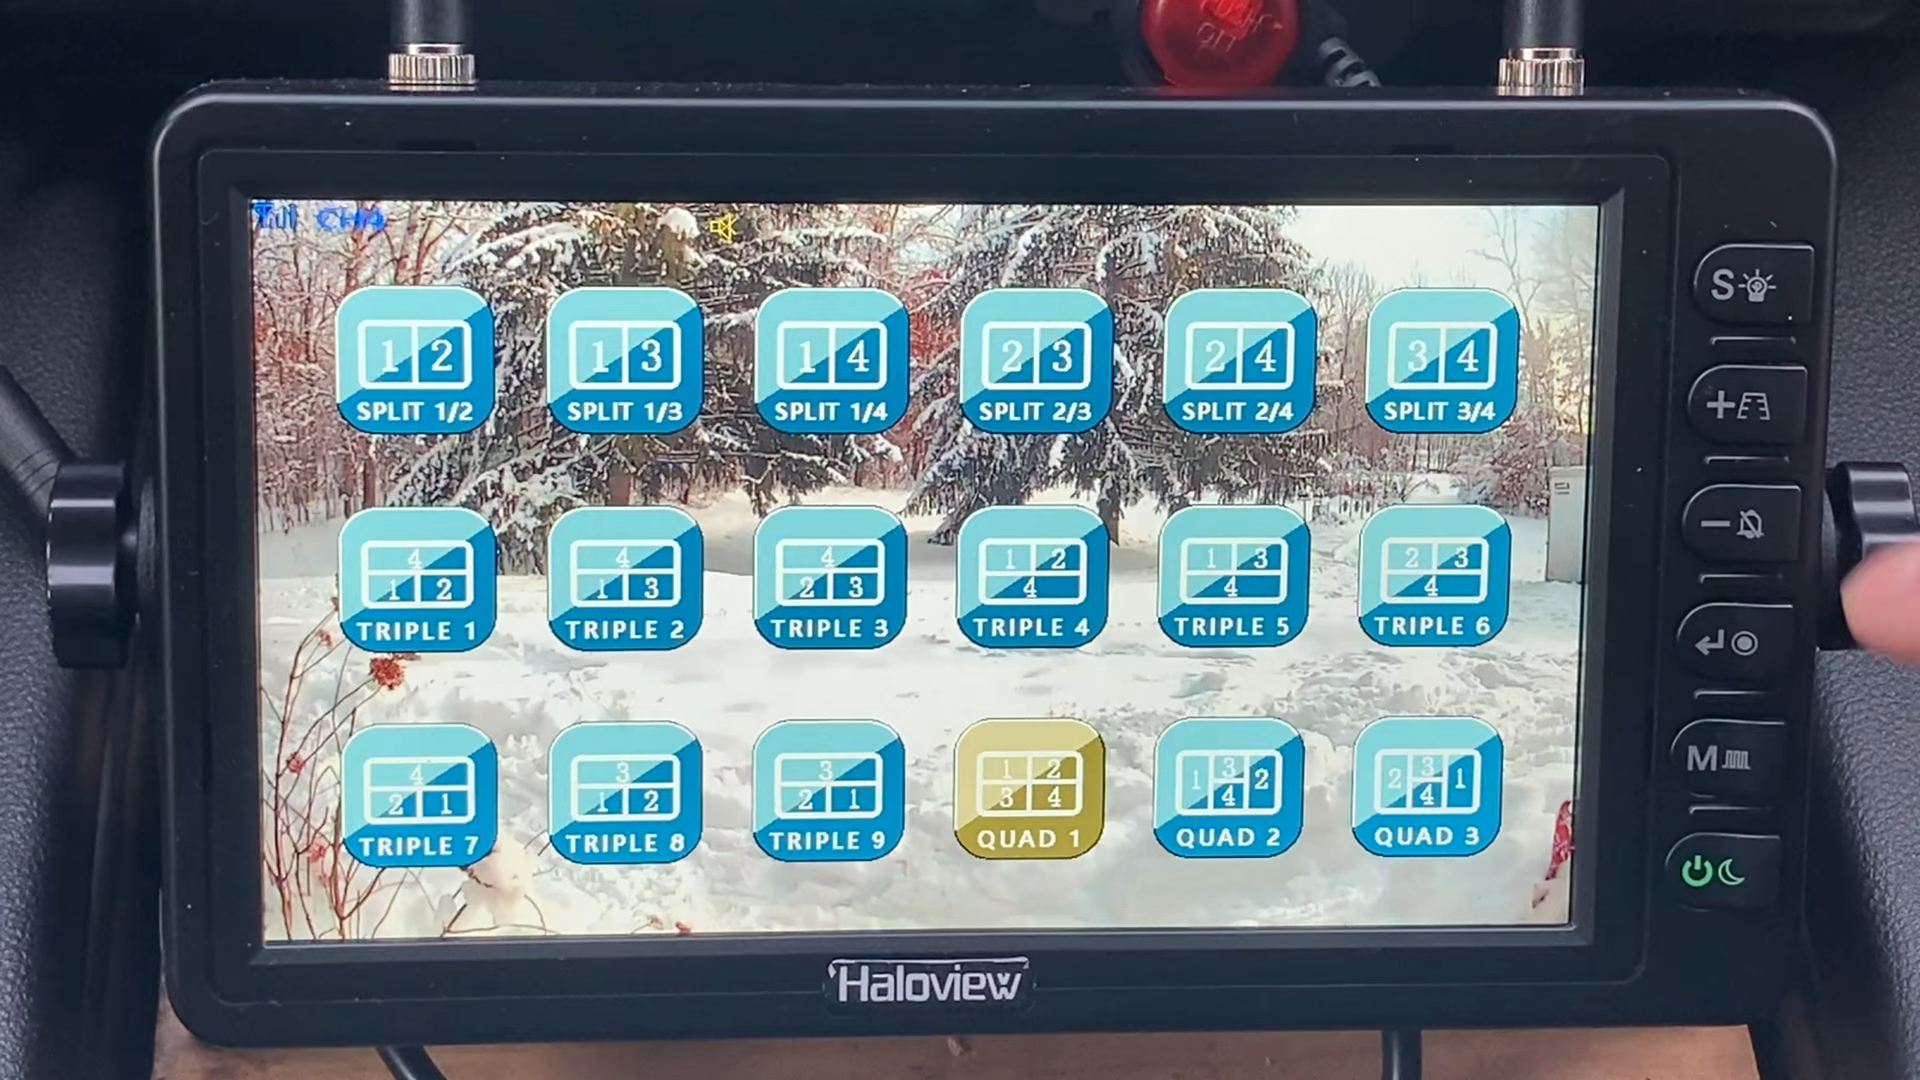 CH4
1 2
SPLIT 1/2
1 3
SPLIT 1/3
1 4
SPLIT 1/4
2 3
SPLIT 2/3
2 4
SPLIT 2/4
3 4
SPLIT 3/4
4
1 2
TRIPLE 1
4
1 3
TRIPLE 2
4
2 3
TRIPLE 3
1 2
4
TRIPLE 4
1 3
4
TRIPLE 5
2 3
4
TRIPLE 6
4
2 1
TRIPLE 7
3
1 2
TRIPLE 8
3
2 1
TRIPLE 9
1 2
3 4
QUAD 1
1 3 2
4
QUAD 2
2 3 1
4
QUAD 3
S
+
−
M
Haloview